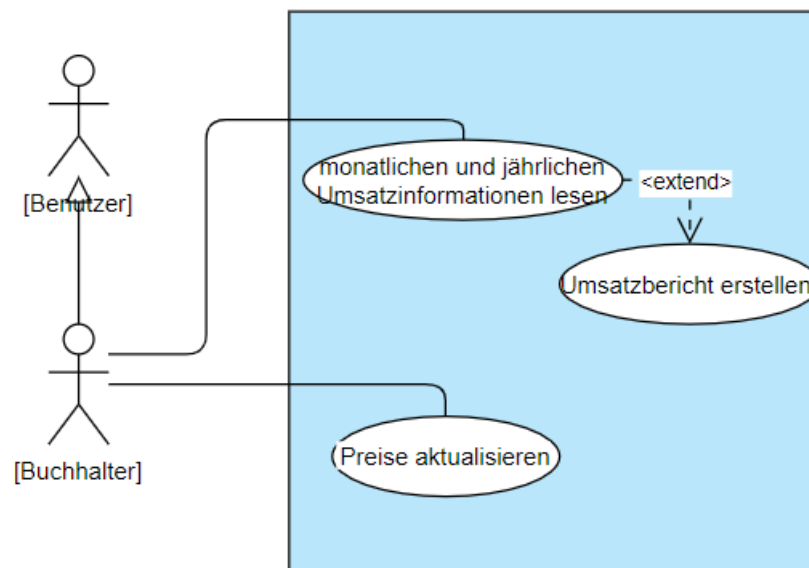 [Benutzer]
monatlichen und jährlichen
Umsatzinformationen lesen
<extend>
Umsatzbericht erstellen
[Buchhalter]
Preise aktualisieren